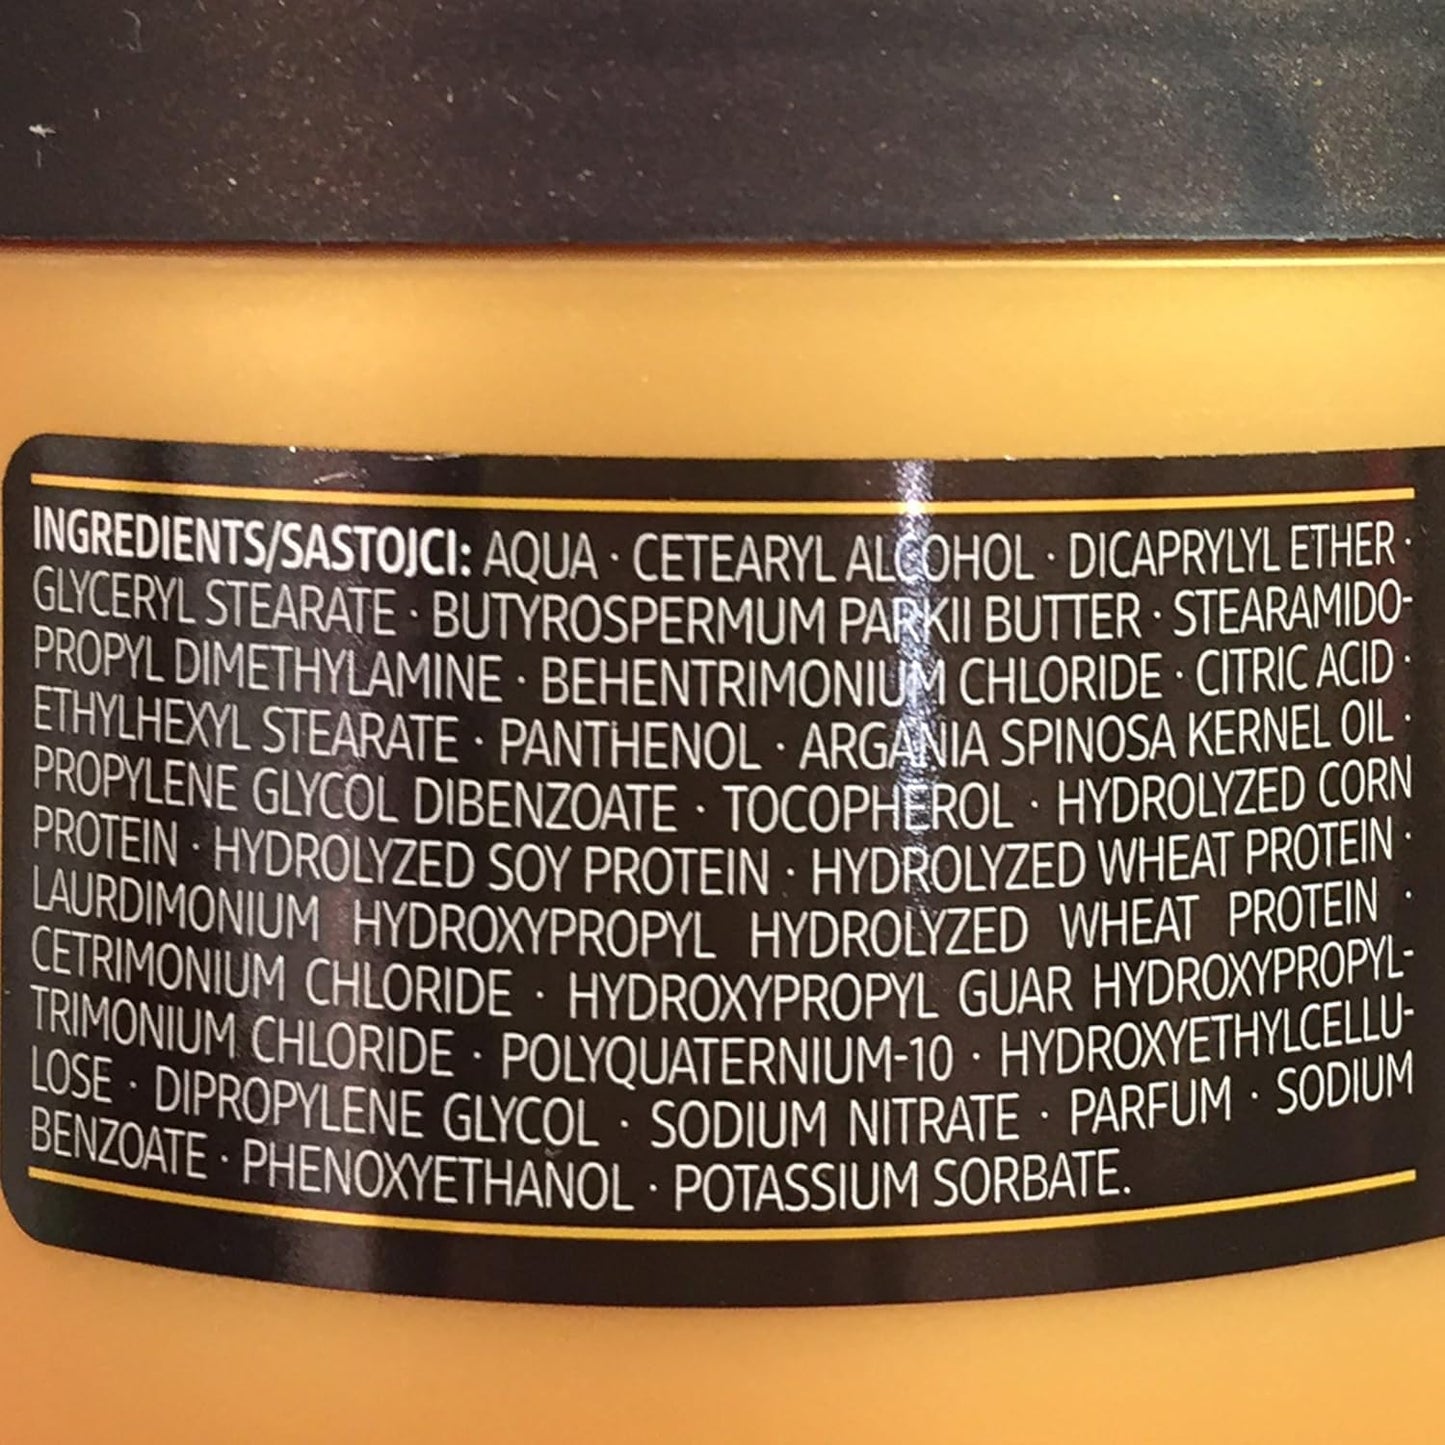 INGREDIENTS/SASTOJCI: AQUA · CETEARYL ALCOHOL · DICAPRYLYL ETHER ·
GLYCERYL STEARATE · BUTYROSPERMUM PARKII BUTTER · STEARAMIDO-
PROPYL DIMETHYLAMINE · BEHENTRIMONIUM CHLORIDE · CITRIC ACID ·
ETHYLHEXYL STEARATE · PANTHENOL · ARGANIA SPINOSA KERNEL OIL ·
PROPYLENE GLYCOL DIBENZOATE · TOCOPHEROL · HYDROLYZED CORN
PROTEIN · HYDROLYZED SOY PROTEIN · HYDROLYZED WHEAT PROTEIN ·
LAURDIMONIUM HYDROXYPROPYL HYDROLYZED WHEAT PROTEIN ·
CETRIMONIUM CHLORIDE · HYDROXYPROPYL GUAR HYDROXYPROPYL-
TRIMONIUM CHLORIDE · POLYQUATERNIUM-10 · HYDROXYETHYLCELLU-
LOSE · DIPROPYLENE GLYCOL · SODIUM NITRATE · PARFUM · SODIUM
BENZOATE · PHENOXYETHANOL · POTASSIUM SORBATE.